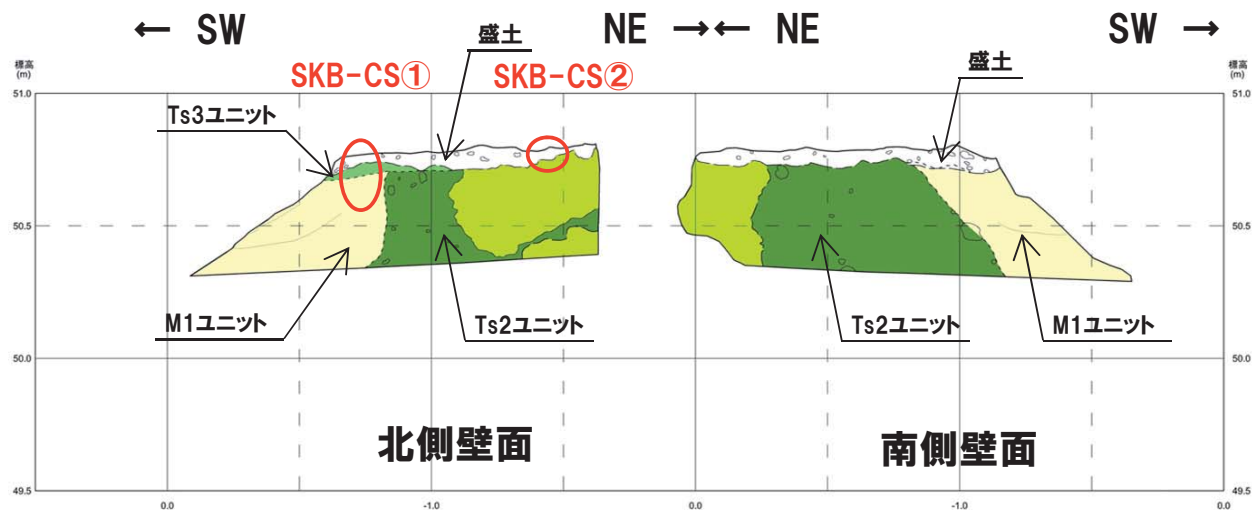 ← SW
NE →
← NE
SW →
盛土
盛土
SKB-CS①
SKB-CS②
標高
(m)
標高
(m)
51.0
51.0
Ts3ユニット
50.5
50.5
M1ユニット
Ts2ユニット
Ts2ユニット
M1ユニット
50.0
50.0
北側壁面
南側壁面
49.5
49.5
0.0
-1.0
0.0
-1.0
0.0